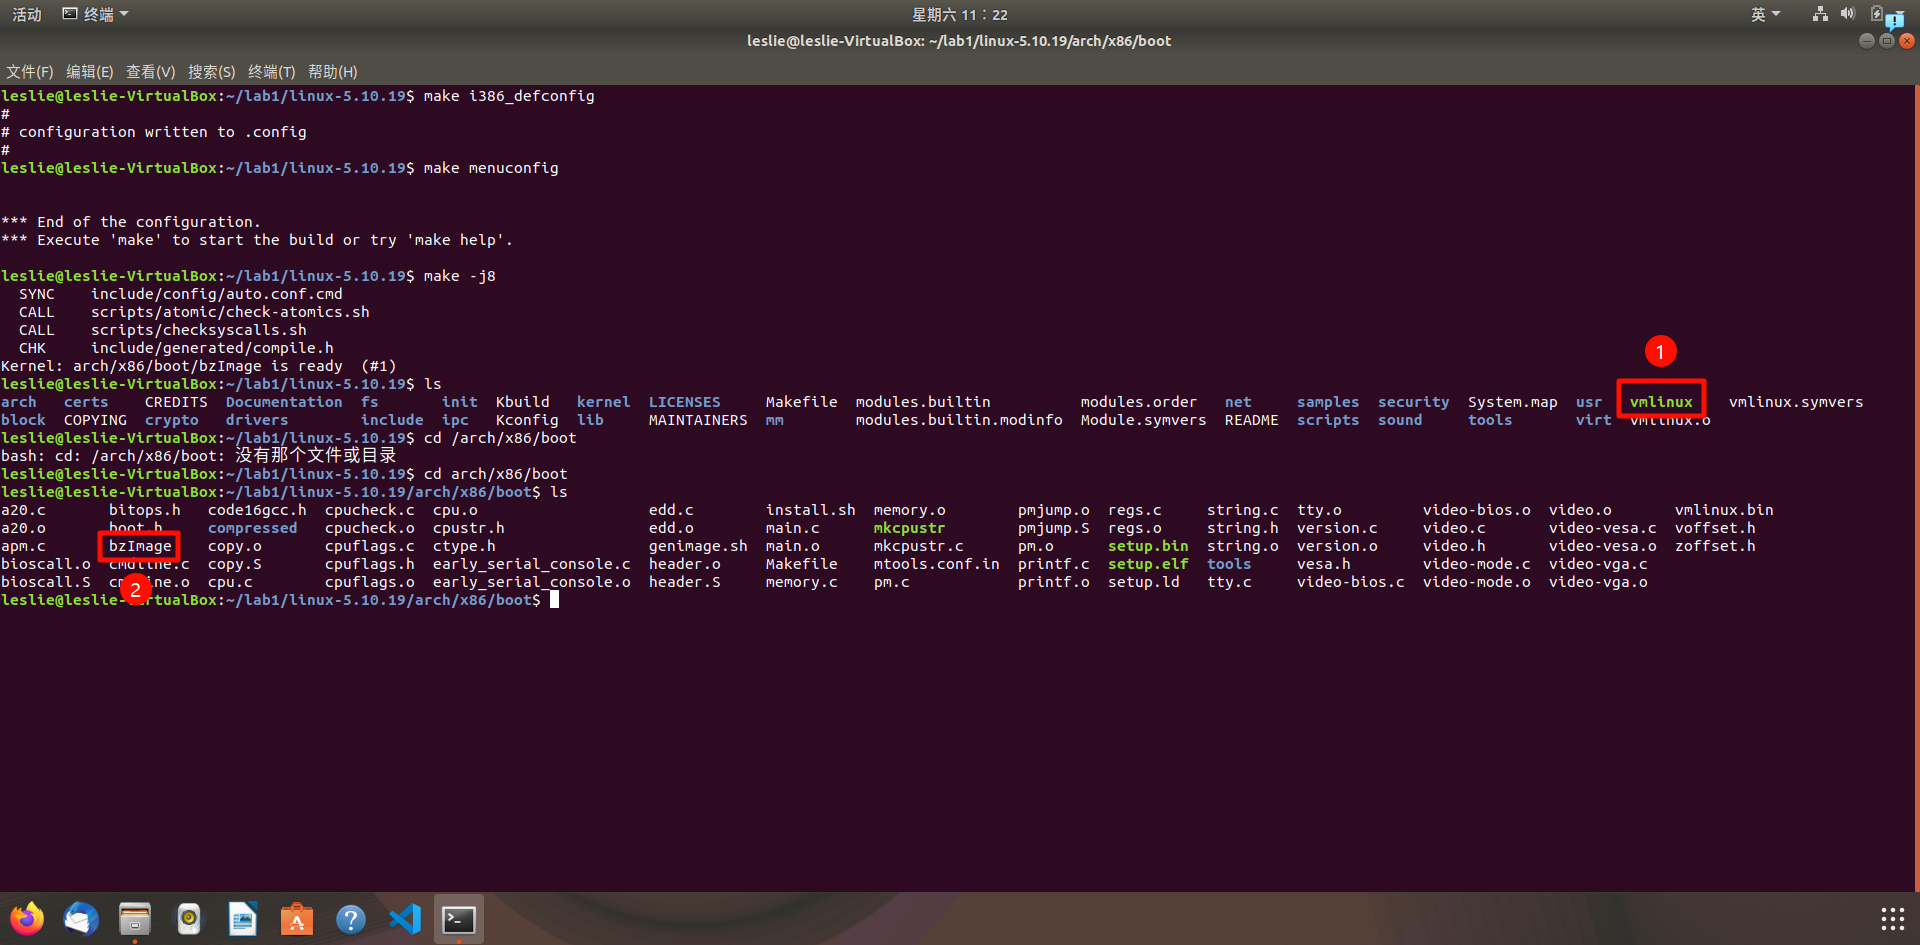 活动 终端 星期六 11：22 英
leslie@leslie-VirtualBox: ~/lab1/linux-5.10.19/arch/x86/boot
文件(F) 编辑(E) 查看(V) 搜索(S) 终端(T) 帮助(H)
leslie@leslie-VirtualBox:~/lab1/linux-5.10.19$ make i386_defconfig
#
# configuration written to .config
#
leslie@leslie-VirtualBox:~/lab1/linux-5.10.19$ make menuconfig
*** End of the configuration.
*** Execute 'make' to start the build or try 'make help'.
leslie@leslie-VirtualBox:~/lab1/linux-5.10.19$ make -j8
SYNC include/config/auto.conf.cmd
CALL scripts/atomic/check-atomics.sh
CALL scripts/checksyscalls.sh
CHK include/generated/compile.h
Kernel: arch/x86/boot/bzImage is ready (#1)
1
leslie@leslie-VirtualBox:~/lab1/linux-5.10.19$ ls
arch certs CREDITS Documentation fs init Kbuild kernel LICENSES Makefile modules.builtin modules.order net samples security System.map usr vmlinux vmlinux.symvers
block COPYING crypto drivers include ipc Kconfig lib MAINTAINERS mm modules.builtin.modinfo Module.symvers README scripts sound tools virt vmlinux.o
leslie@leslie-VirtualBox:~/lab1/linux-5.10.19$ cd /arch/x86/boot
bash: cd: /arch/x86/boot: 没有那个文件或目录
leslie@leslie-VirtualBox:~/lab1/linux-5.10.19$ cd arch/x86/boot
leslie@leslie-VirtualBox:~/lab1/linux-5.10.19/arch/x86/boot$ ls
a20.c bitops.h code16gcc.h cpucheck.c cpu.o edd.c install.sh memory.o pmjump.o regs.c string.c tty.o video-bios.o video.o vmlinux.bin
a20.o boot.h compressed cpucheck.o cpustr.h edd.o main.c mkcpustr pmjump.S regs.o string.h version.c video.c video-vesa.c voffset.h
apm.c bzImage copy.o cpuflags.c ctype.h genimage.sh main.o mkcpustr.c pm.o setup.bin string.o version.o video.h video-vesa.o zoffset.h
bioscall.o cmdline.c copy.S cpuflags.h early_serial_console.c header.o Makefile mtools.conf.in printf.c setup.elf tools vesa.h video-mode.c video-vga.c
bioscall.S cmdline.o cpu.c cpuflags.o early_serial_console.o header.S memory.c pm.c printf.o setup.ld tty.c video-bios.c video-mode.o video-vga.o
2
leslie@leslie-VirtualBox:~/lab1/linux-5.10.19/arch/x86/boot$